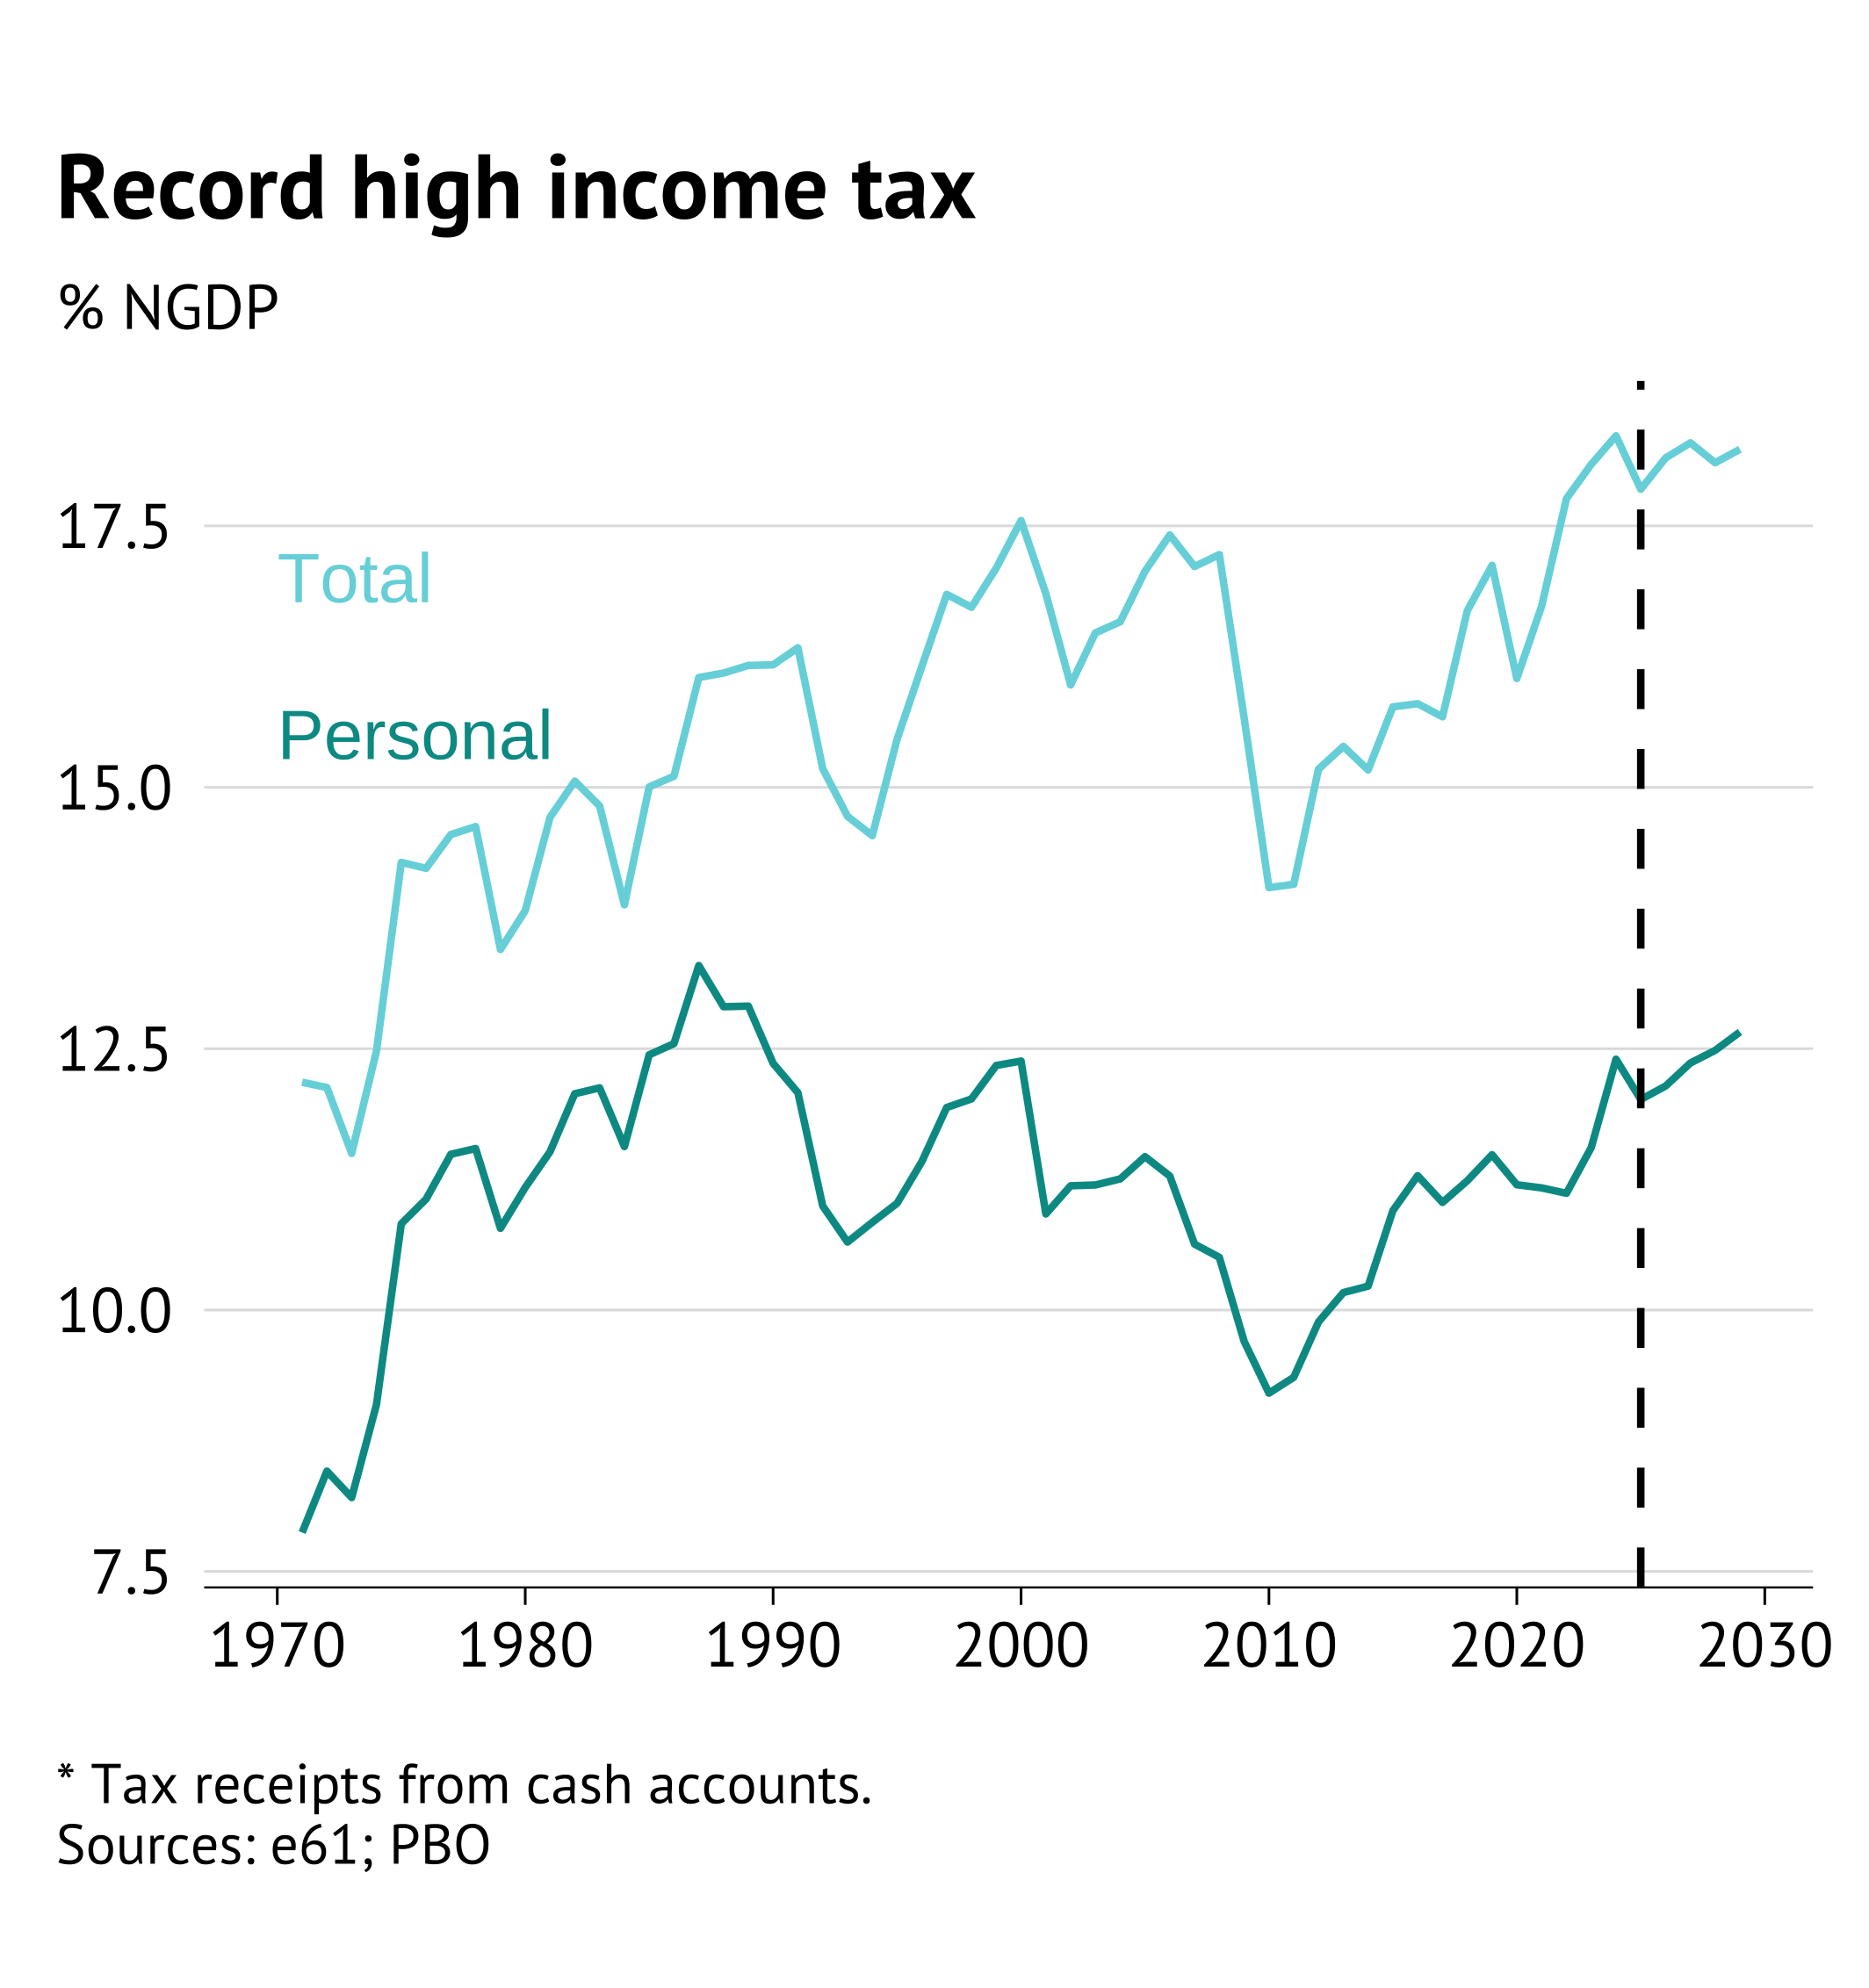 Record high income tax
% NGDP
17.5
Total
Personal
15.0
12.5
10.0
7.5
1970 1980 1990 2000 2010 2020 2030
* Tax receipts from cash accounts.
Sources: e61; PBO